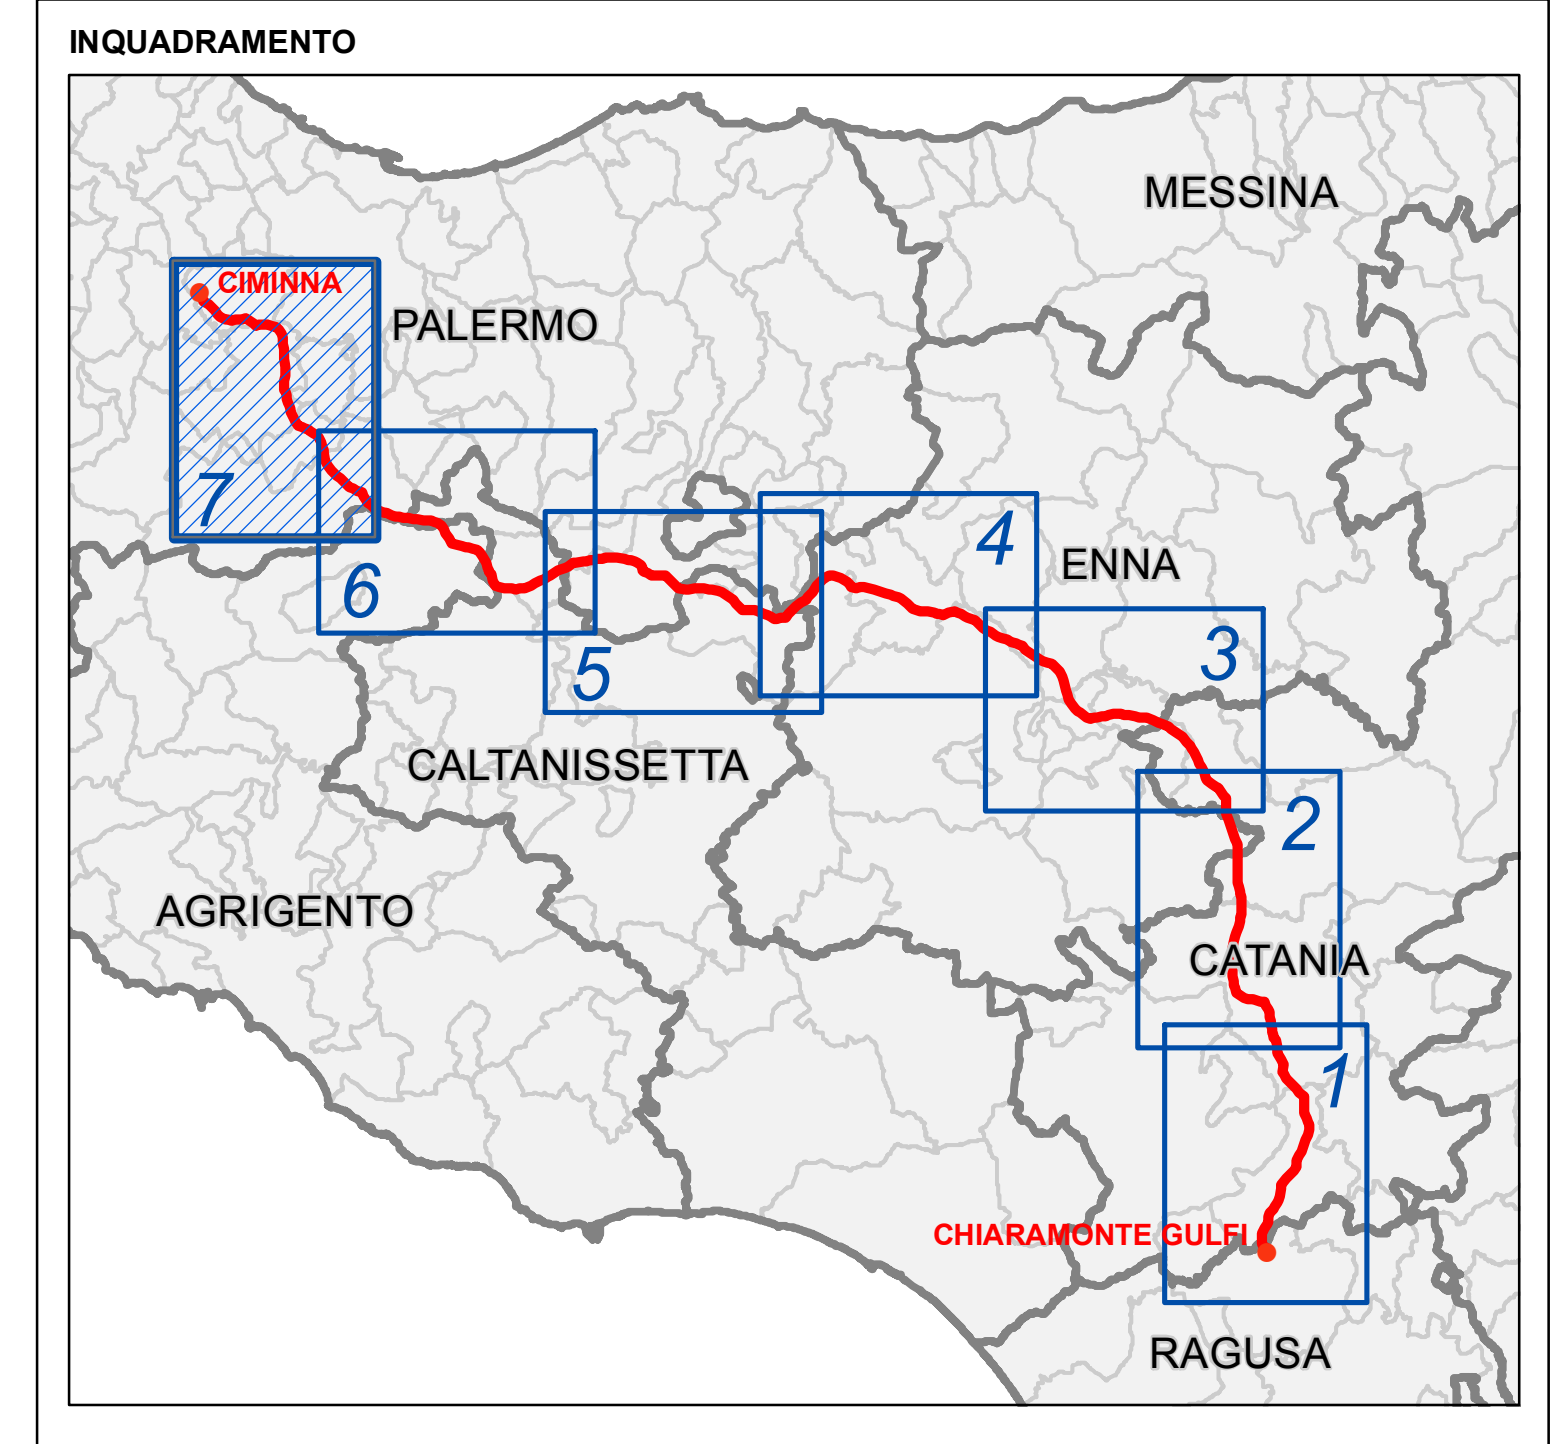 INQUADRAMENTO
MESSINA
CIMINNA
PALERMO
7
4
ENNA
6
3
5
CALTANISSETTA
2
AGRIGENTO
CATANIA
1
CHIARAMONTE GULFI
RAGUSA